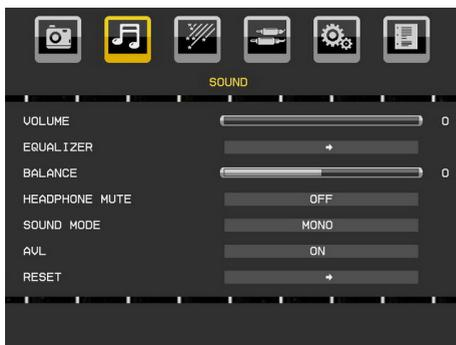 SOUND
VOLUME 0
EQUALIZER
BALANCE 0
HEADPHONE MUTE OFF
SOUND MODE MONO
AVL ON
RESET